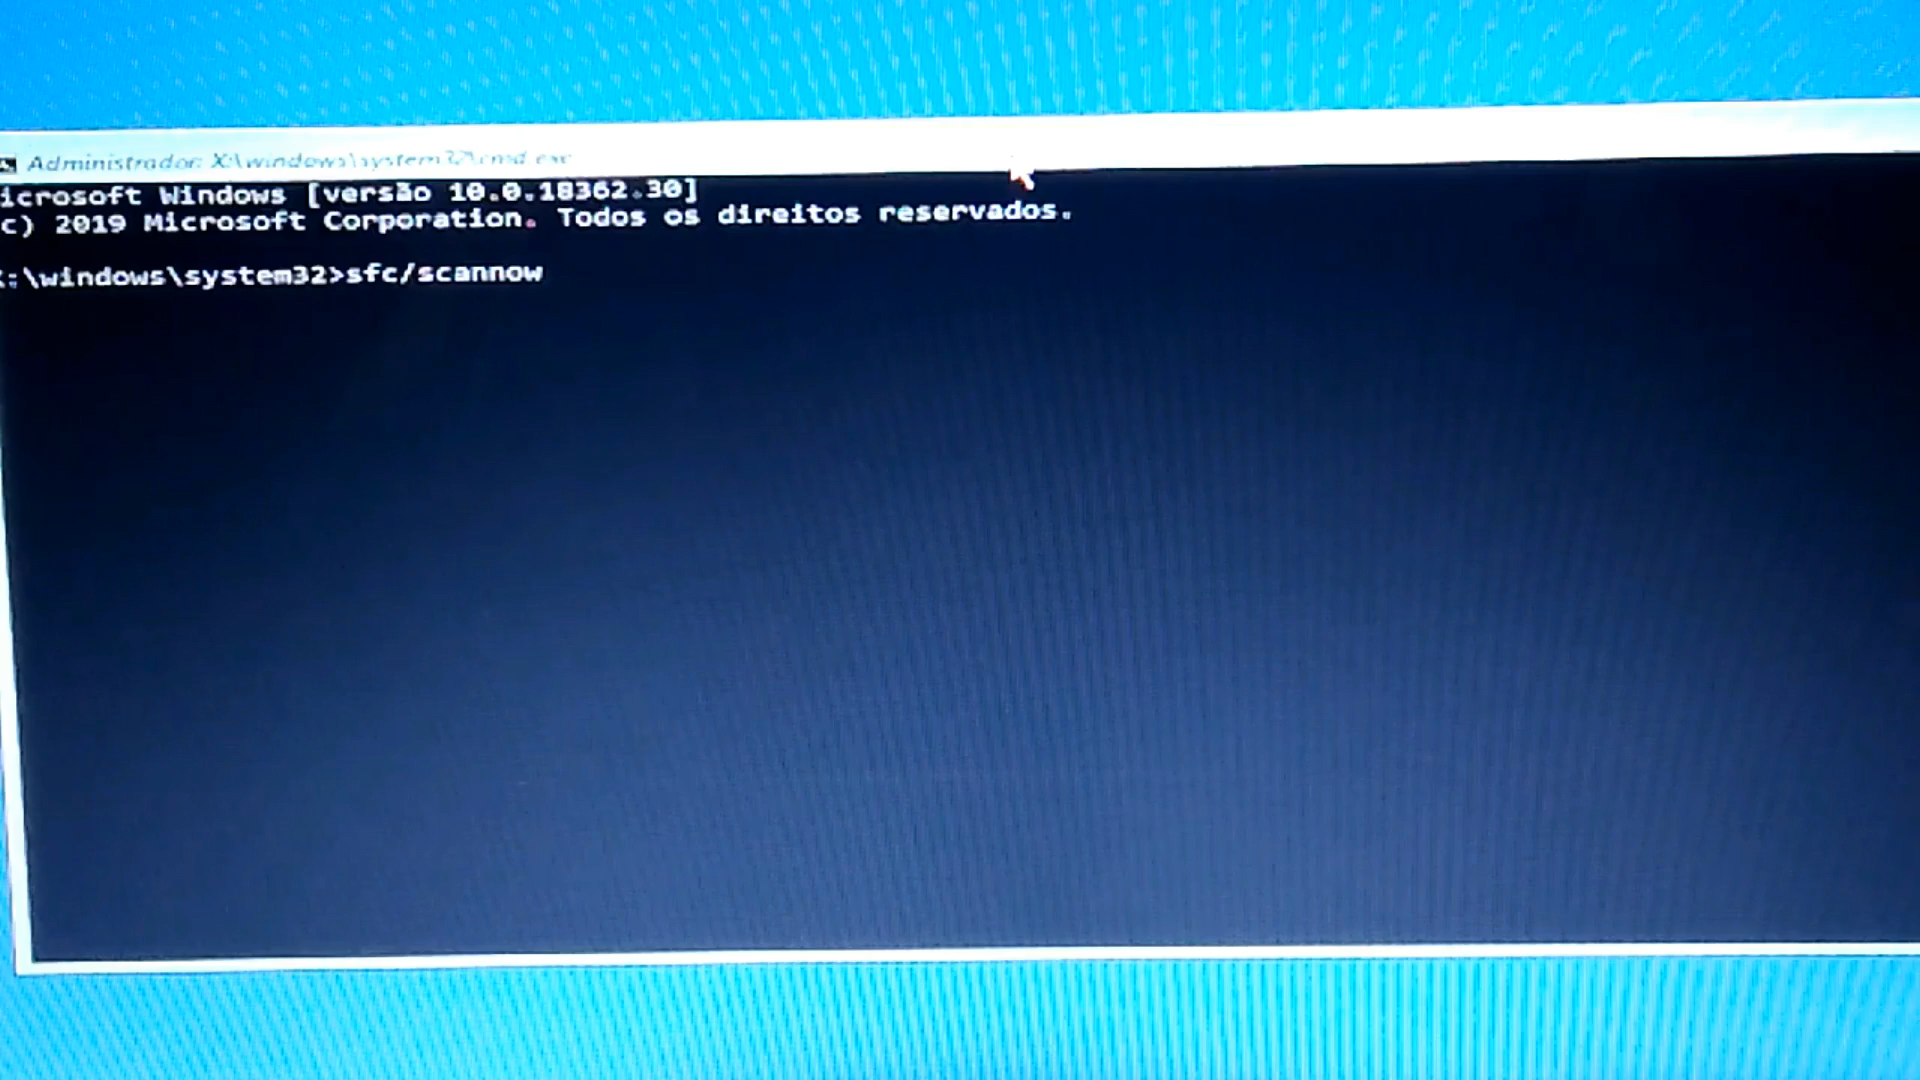 Administrador: X:\windows\system32\cmd.exe
icrosoft Windows [versão 10.0.18362.30]
c) 2019 Microsoft Corporation. Todos os direitos reservados.
:\windows\system32>sfc/scannow